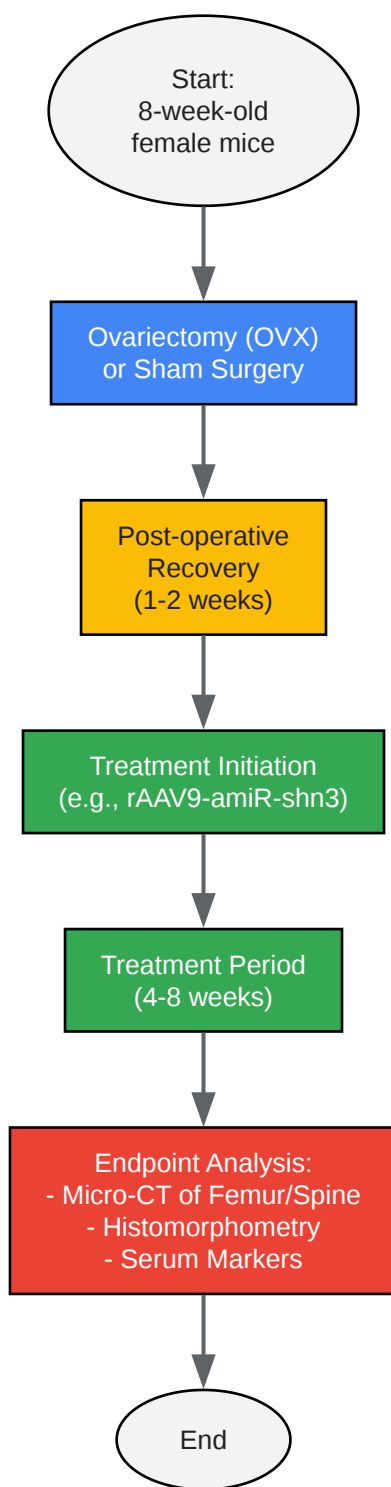 Start:
8-week-old
female mice
Ovariectomy (OVX)
or Sham Surgery
Post-operative
Recovery
(1-2 weeks)
Treatment Initiation
(e.g., rAAV9-amiR-shn3)
Treatment Period
(4-8 weeks)
Endpoint Analysis:
- Micro-CT of Femur/Spine
- Histomorphometry
- Serum Markers
End